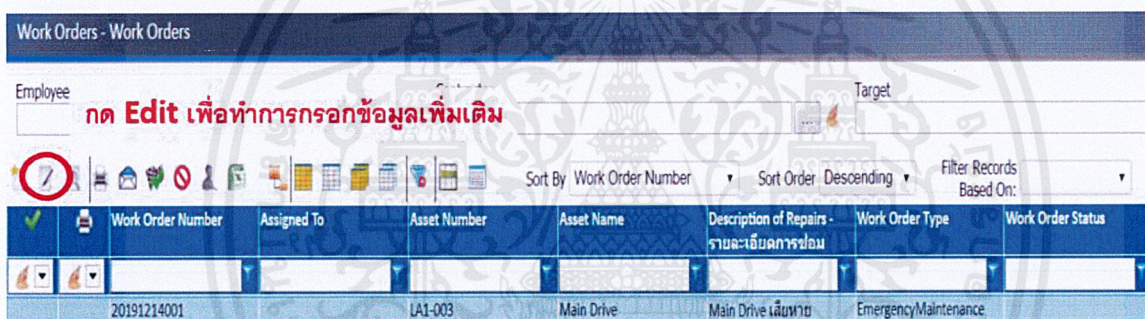 Work Orders - Work Orders
Employee
Target
กด Edit เพื่อทำการกรอกข้อมูลเพิ่มเติม
Sort By Work Order Number Sort Order Descending Filter Records
Based On:
Work Order Number Assigned To Asset Number Asset Name Description of Repairs - Work Order Type Work Order Status
รายละเอียดการซ่อม
20191214001 LA1-003 Main Drive Main Drive เสียหาย EmergencyMaintenance